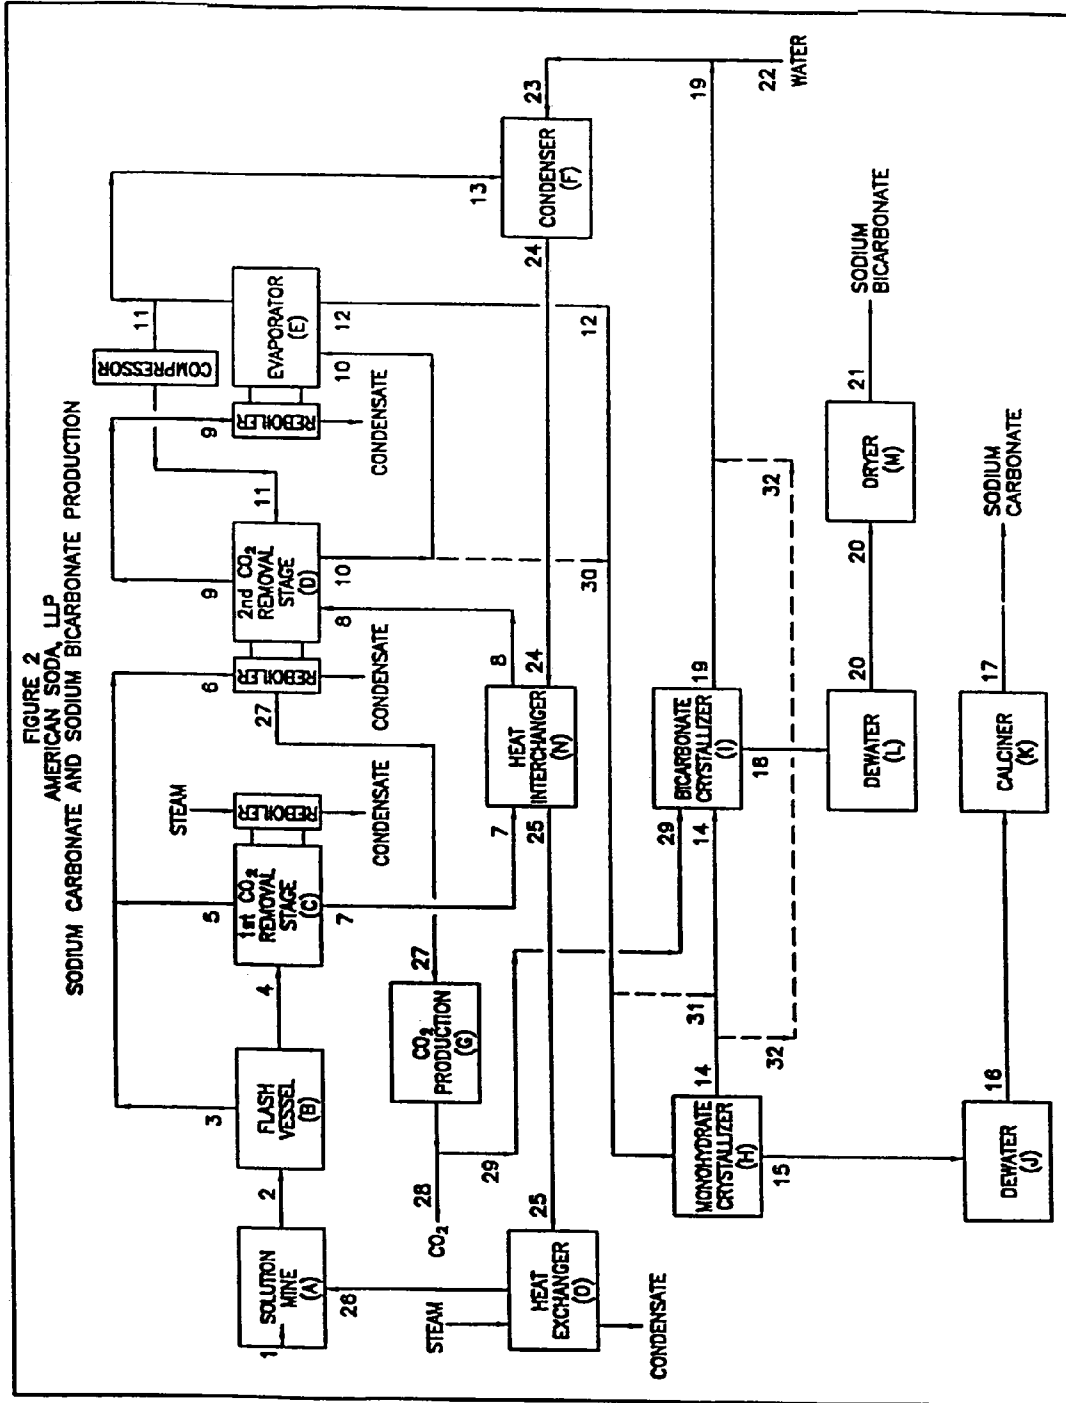 FIGURE 2
AMERICAN SODA, LLP
SODIUM CARBONATE AND SODIUM BICARBONATE PRODUCTION
1
SOLUTION
MINE
(A)
2
26
FLASH
VESSEL
(B)
3
4
1st CO2
REMOVAL
STAGE
(C)
5
7
STEAM
REBOILER
CONDENSATE
6
REBOILER
27
CONDENSATE
2nd CO2
REMOVAL
STAGE
(D)
9
8
10
11
COMPRESSOR
11
9
REBOILER
CONDENSATE
EVAPORATOR
(E)
10
12
13
CO2
28
CO2
PRODUCTION
(G)
27
29
STEAM
HEAT
EXCHANGER
(O)
CONDENSATE
25
7
25
HEAT
INTERCHANGER
(N)
8
24
30
12
24
CONDENSER
(F)
23
MONOHYDRATE
CRYSTALLIZER
(H)
14
15
31
32
29
14
BICARBONATE
CRYSTALLIZER
(I)
19
18
32
19
22
WATER
DEWATER
(L)
20
20
DRYER
(M)
21
SODIUM
BICARBONATE
DEWATER
(J)
16
CALCINER
(K)
17
SODIUM
CARBONATE